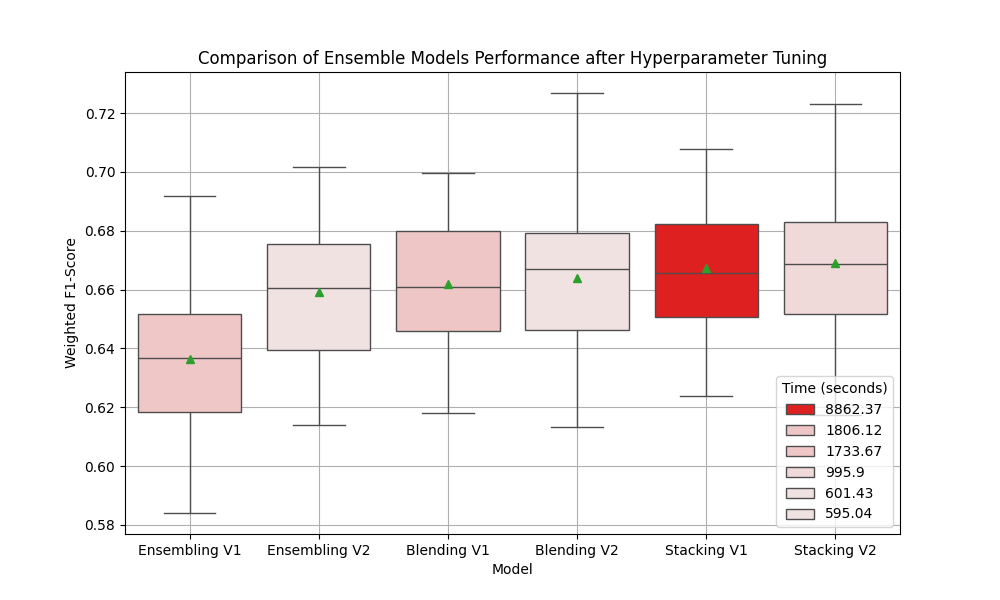 Comparison of Ensemble Models Performance after Hyperparameter Tuning
Weighted F1-Score
0.72
0.70
0.68
0.66
0.64
0.62
0.60
0.58
Time (seconds)
8862.37
1806.12
1733.67
995.9
601.43
595.04
Ensembling V1
Ensembling V2
Blending V1
Blending V2
Stacking V1
Stacking V2
Model